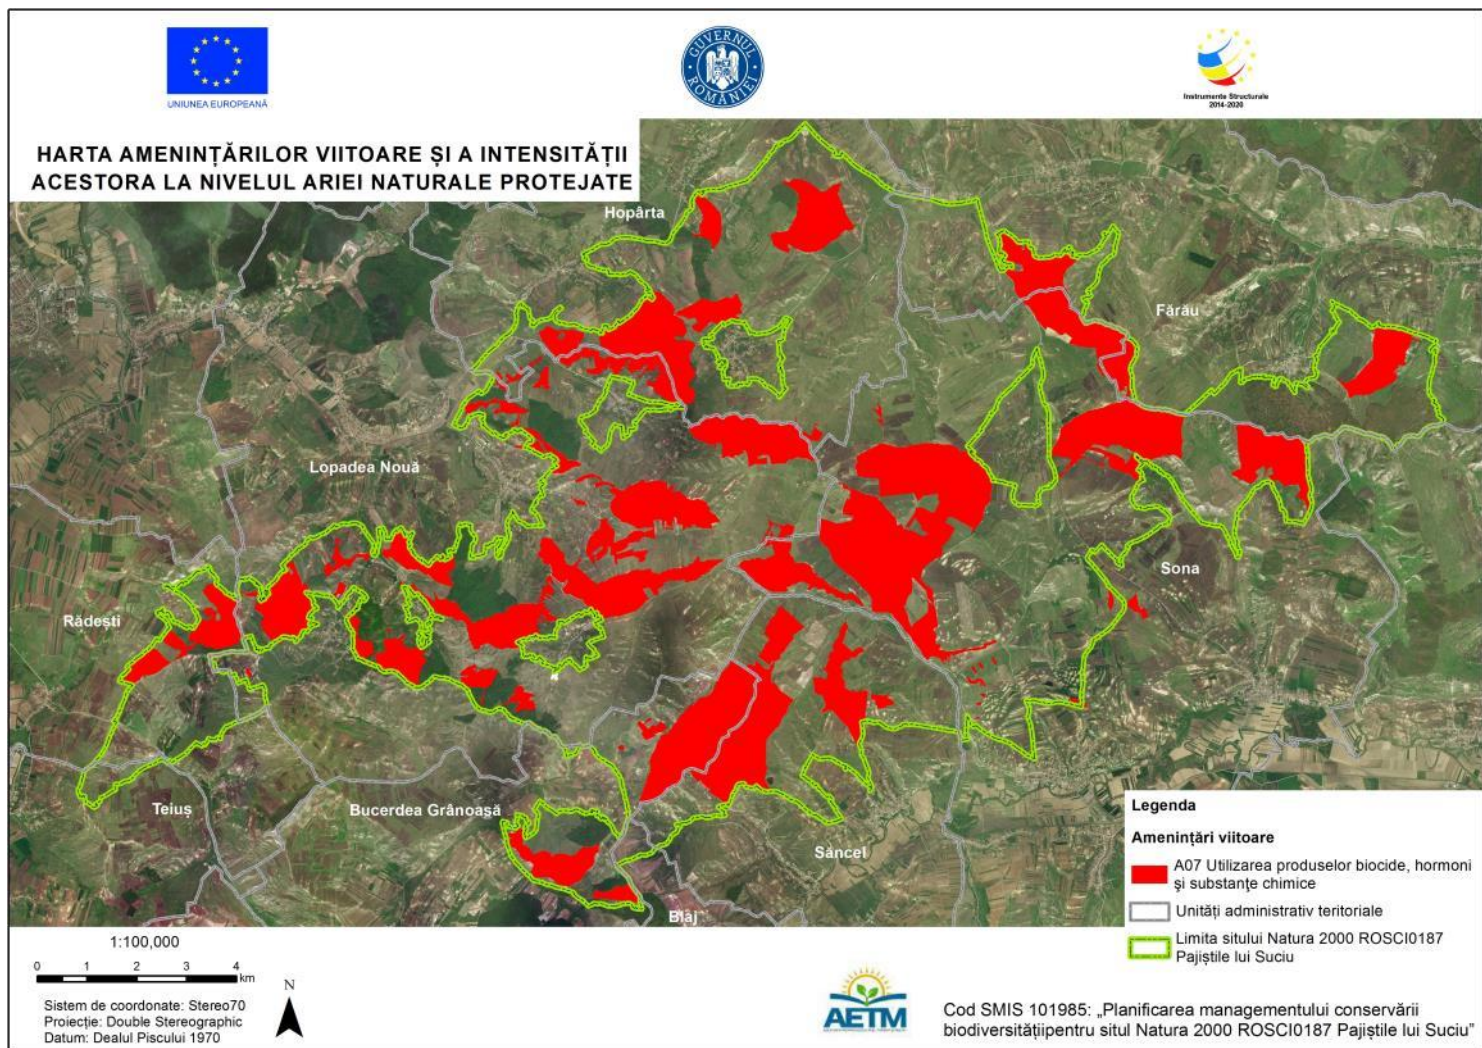 UNIUNEA EUROPEANĂ
GUVERNUL ROMÂNIEI
Instrumente Structurale
2014-2020
HARTA AMENINȚĂRILOR VIITOARE ȘI A INTENSITĂȚII
ACESTORA LA NIVELUL ARIEI NATURALE PROTEJATE
Hopârta
Fărău
Lopadea Nouă
Sona
Rădești
Teiuș
Bucerdea Grânoașă
Săncel
Blaj
Legenda
Amenințări viitoare
A07 Utilizarea produselor biocide, hormoni
și substanțe chimice
Unități administrativ teritoriale
Limita sitului Natura 2000 ROSCI0187
Pajiștile lui Suciu
1:100,000
0 1 2 3 4
km
N
Sistem de coordonate: Stereo70
Proiecție: Double Stereographic
Datum: Dealul Piscului 1970
AETM
Cod SMIS 101985: „Planificarea managementului conservării
biodiversitățiipentru situl Natura 2000 ROSCI0187 Pajiștile lui Suciu”